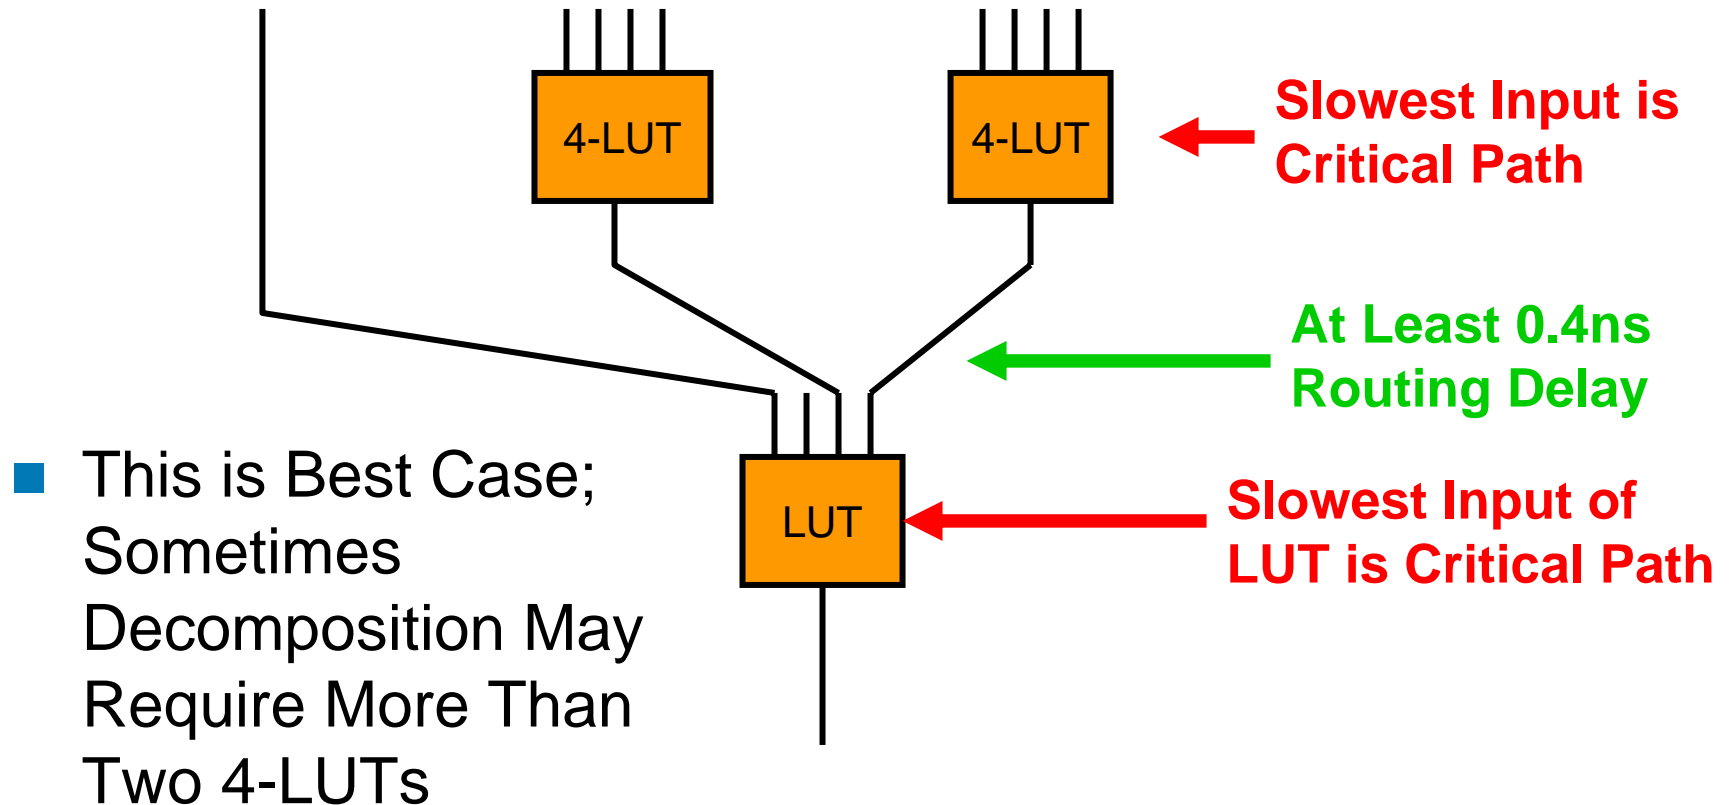 4-LUT
4-LUT
Slowest Input is
Critical Path
At Least 0.4ns
Routing Delay
This is Best Case;
Sometimes
Decomposition May
Require More Than
Two 4-LUTs
LUT
Slowest Input of
LUT is Critical Path